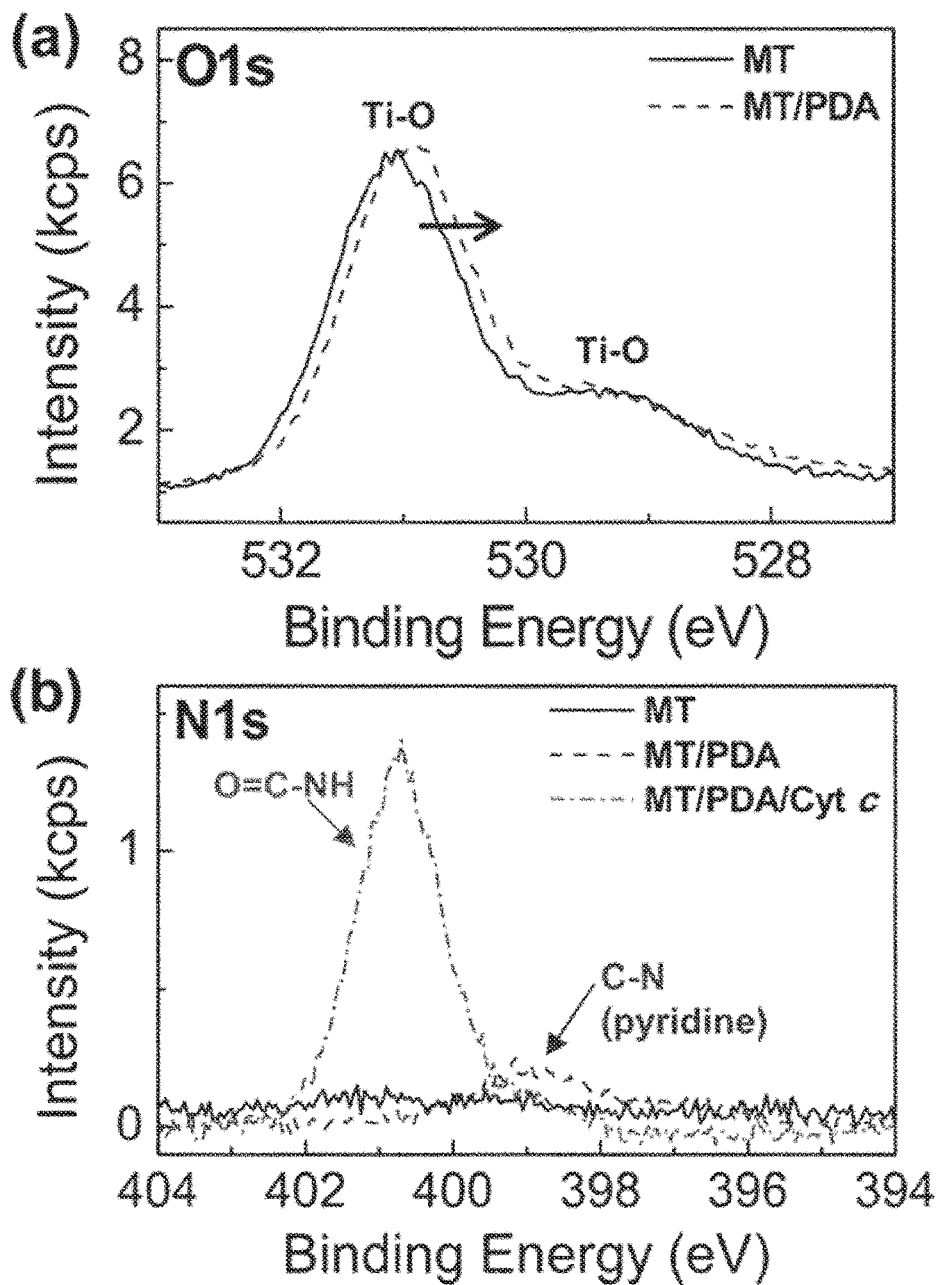 (a)
O1s
MT
MT/PDA
Ti-O
Ti-O
8
6
4
2
Intensity (kcps)
532 530 528
Binding Energy (eV)
(b)
N1s
MT
MT/PDA
MT/PDA/Cyt c
O=C-NH
C-N
(pyridine)
1
0
Intensity (kcps)
404 402 400 398 396 394
Binding Energy (eV)